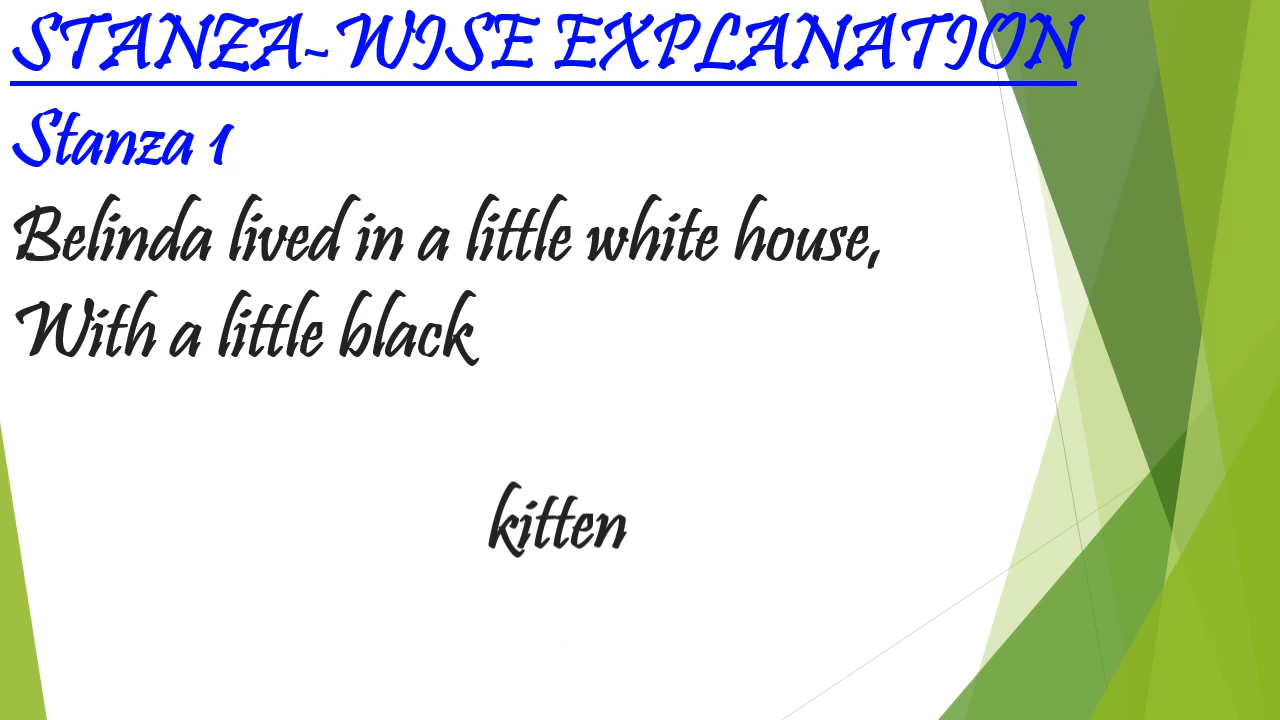 STANZA-WISE EXPLANATION
Stanza 1
Belinda lived in a little white house,
With a little black
kitten